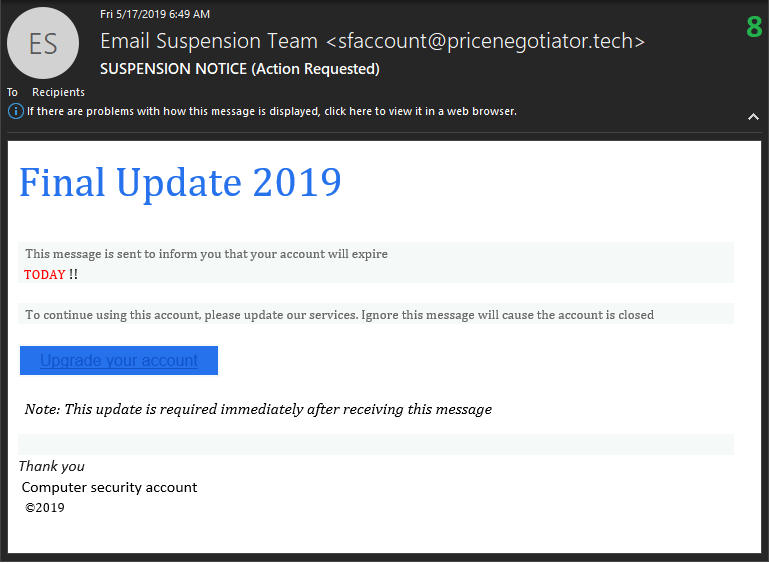 Fri 5/17/2019 6:49 AM
8
ES
Email Suspension Team <sfaccount@pricenegotiator.tech>
SUSPENSION NOTICE (Action Requested)
To Recipients
If there are problems with how this message is displayed, click here to view it in a web browser.
Final Update 2019
This message is sent to inform you that your account will expire
TODAY !!
To continue using this account, please update our services. Ignore this message will cause the account is closed
Upgrade your account
Note: This update is required immediately after receiving this message
Thank you
Computer security account
©2019